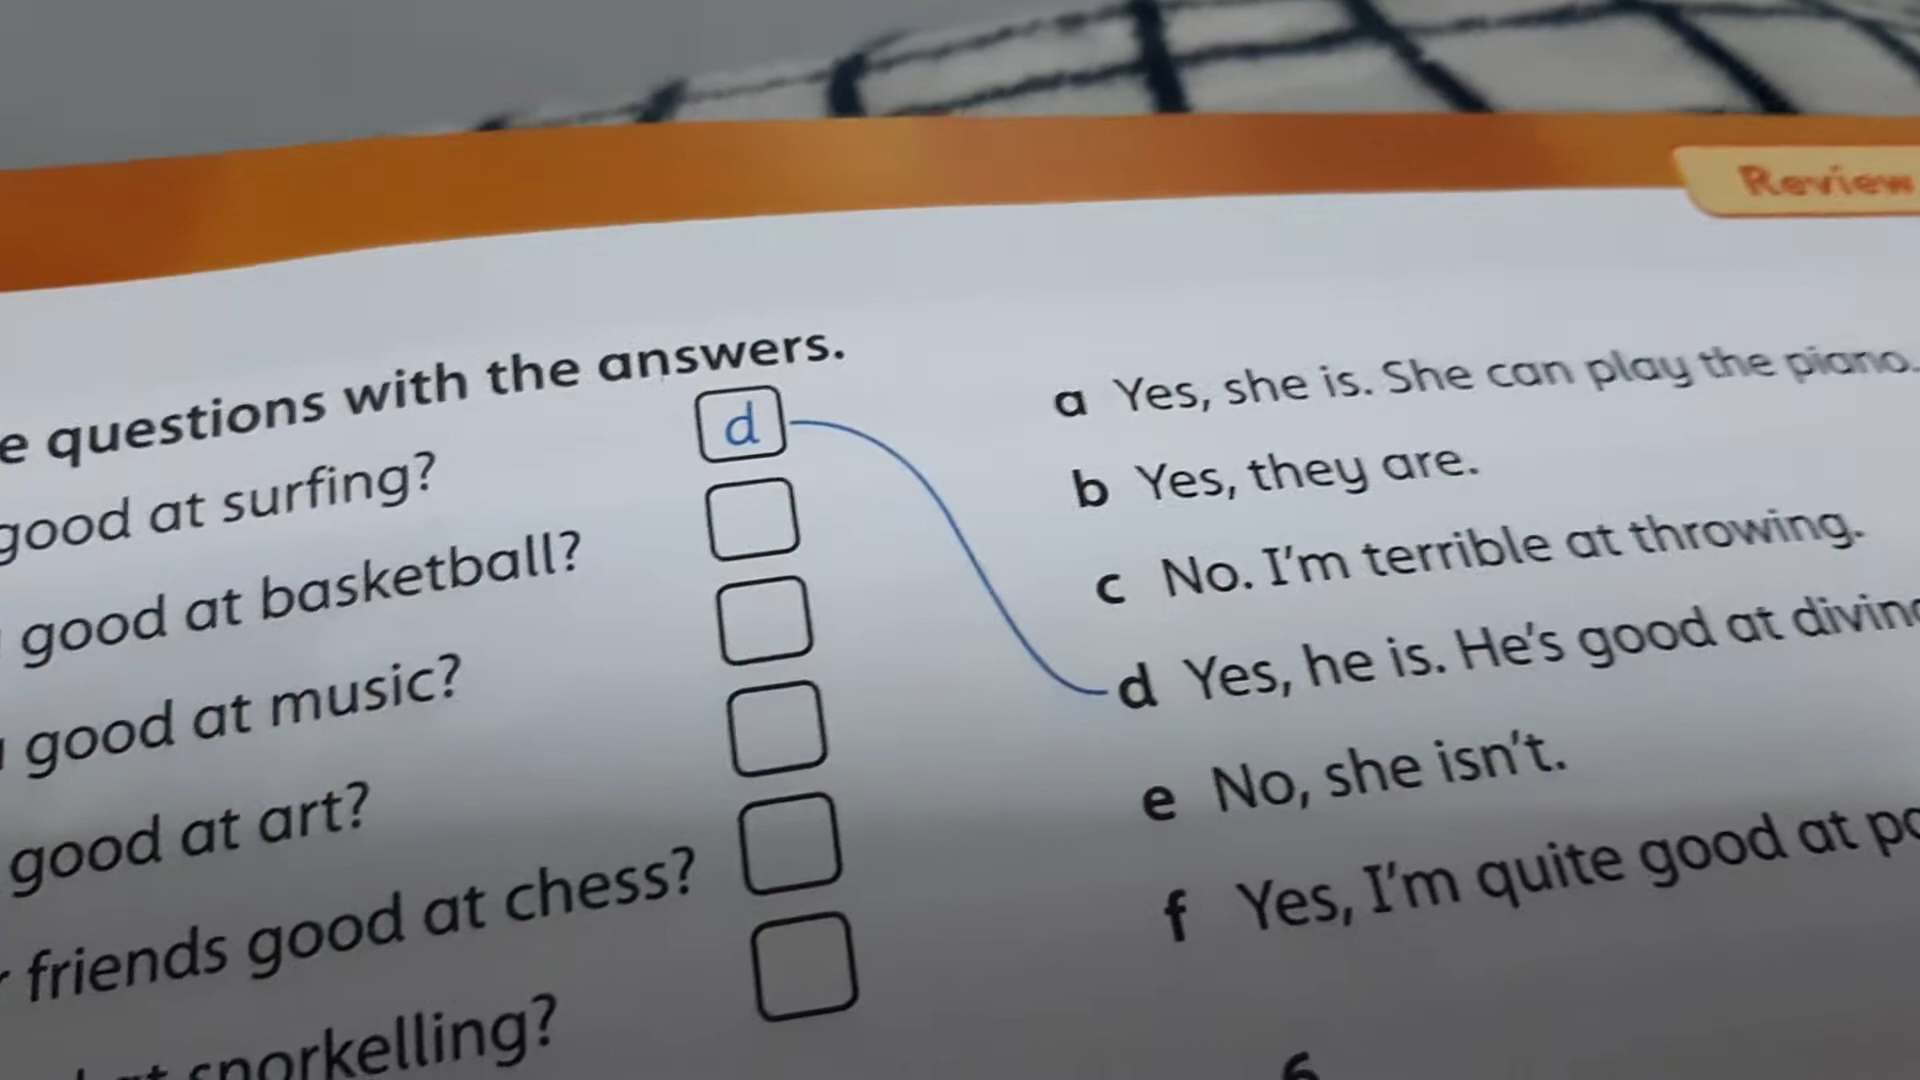 Review
e questions with the answers.
good at surfing?
d
good at basketball?
good at music?
good at art?
friends good at chess?
snorkelling?
a Yes, she is. She can play the piano.
b Yes, they are.
c No. I'm terrible at throwing.
d Yes, he is. He's good at diving
e No, she isn't.
f Yes, I'm quite good at
6